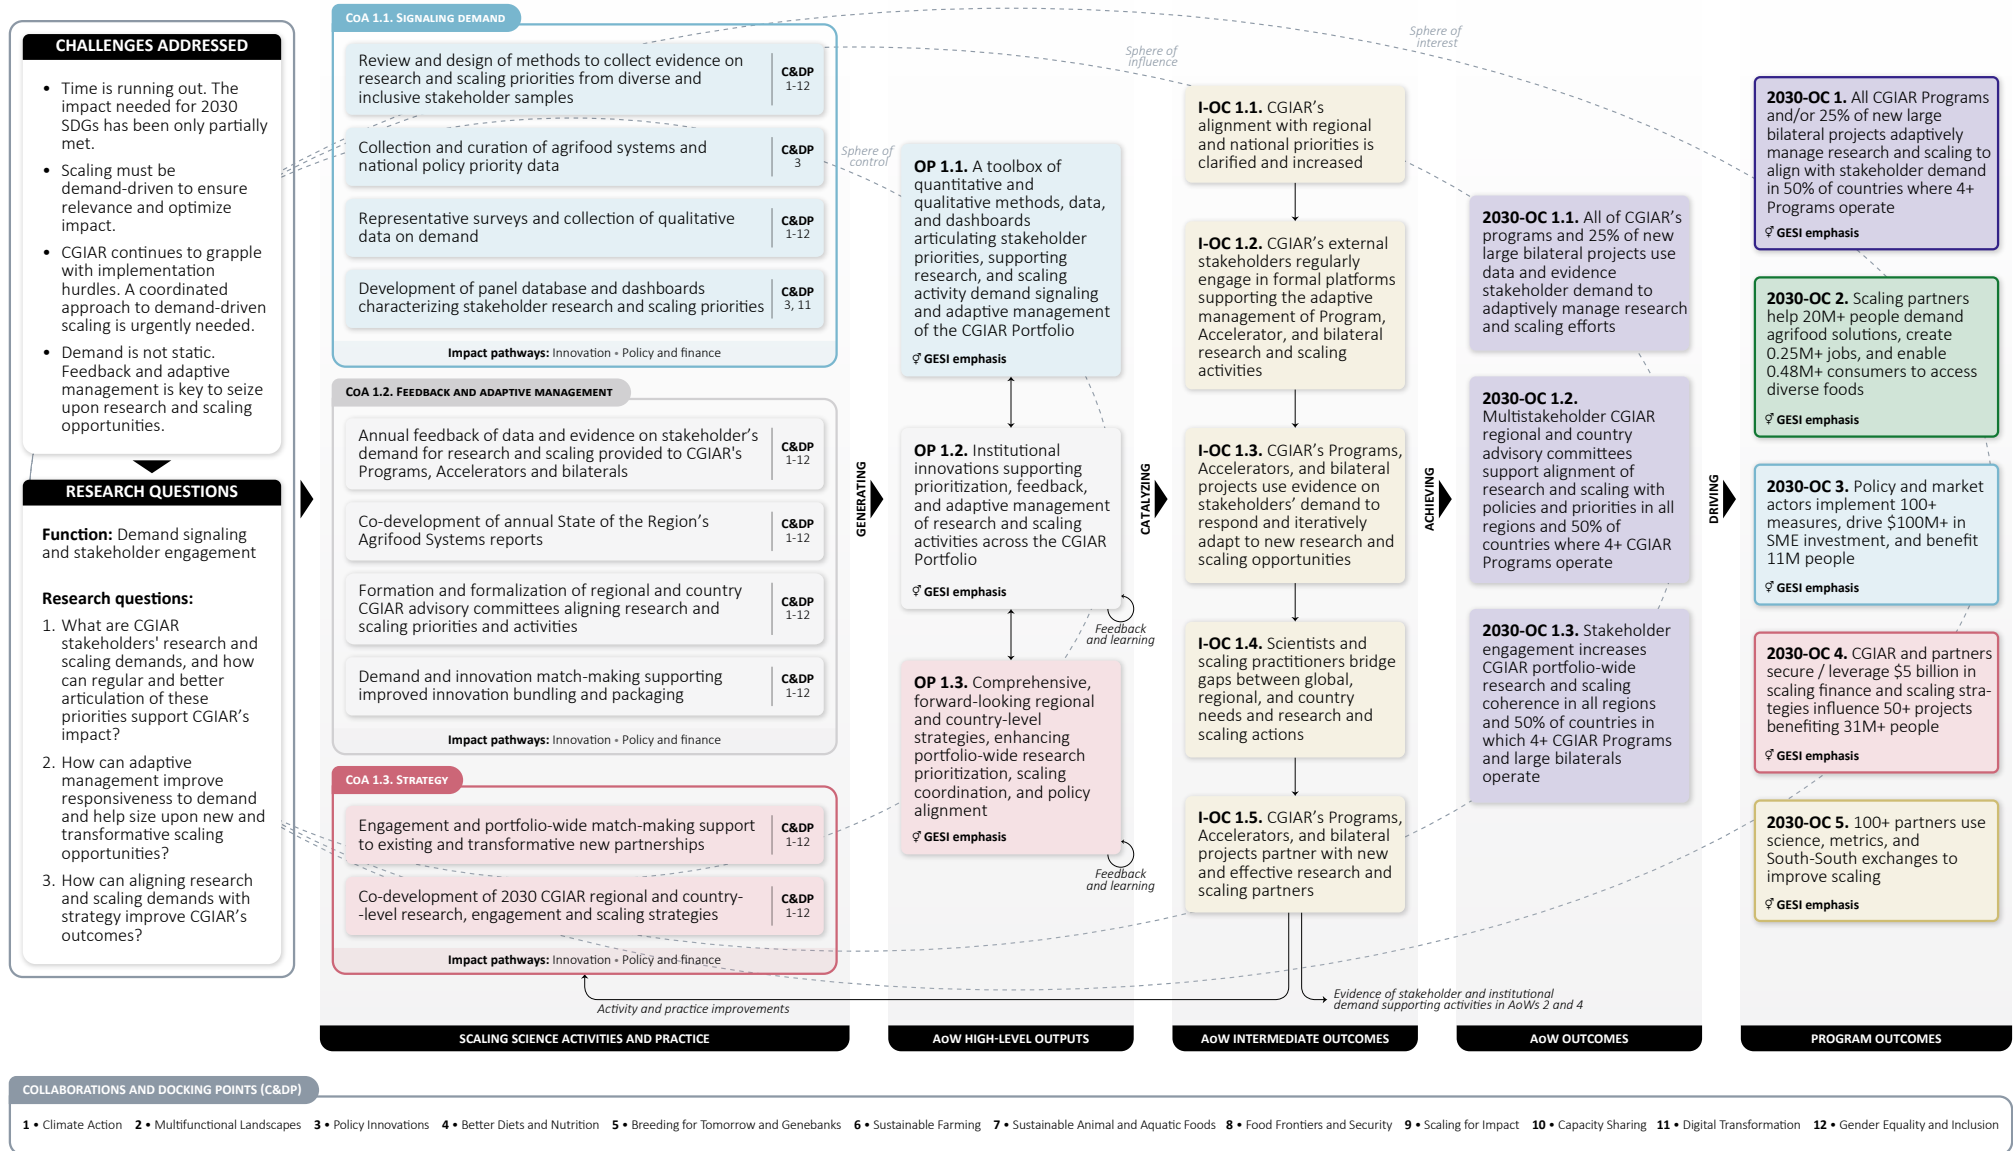 CHALLENGES ADDRESSED
• Time is running out. The
impact needed for 2030
SDGs has been only partially
met.
• Scaling must be
demand-driven to ensure
relevance and optimize
impact.
• CGIAR continues to grapple
with implementation
hurdles. A coordinated
approach to demand-driven
scaling is urgently needed.
• Demand is not static.
Feedback and adaptive
management is key to seize
upon research and scaling
opportunities.
RESEARCH QUESTIONS
Function: Demand signaling
and stakeholder engagement
Research questions:
1. What are CGIAR
stakeholders' research and
scaling demands, and how
can regular and better
articulation of these
priorities support CGIAR's
impact?
2. How can adaptive
management improve
responsiveness to demand
and help size upon new and
transformative scaling
opportunities?
3. How can aligning research
and scaling demands with
strategy improve CGIAR's
outcomes?
CoA 1.1. Signaling demand
Review and design of methods to collect evidence on
research and scaling priorities from diverse and
inclusive stakeholder samples
C&DP
1-12
Collection and curation of agrifood systems and
national policy priority data
C&DP
3
Representative surveys and collection of qualitative
data on demand
C&DP
1-12
Development of panel database and dashboards
characterizing stakeholder research and scaling priorities
C&DP
3, 11
Impact pathways: Innovation • Policy and finance
CoA 1.2. Feedback and adaptive management
Annual feedback of data and evidence on stakeholder's
demand for research and scaling provided to CGIAR's
Programs, Accelerators and bilaterals
C&DP
1-12
Co-development of annual State of the Region's
Agrifood Systems reports
C&DP
1-12
Formation and formalization of regional and country
CGIAR advisory committees aligning research and
scaling priorities and activities
C&DP
1-12
Demand and innovation match-making supporting
improved innovation bundling and packaging
C&DP
1-12
Impact pathways: Innovation • Policy and finance
CoA 1.3. Strategy
Engagement and portfolio-wide match-making support
to existing and transformative new partnerships
C&DP
1-12
Co-development of 2030 CGIAR regional and country-
-level research, engagement and scaling strategies
C&DP
1-12
Impact pathways: Innovation • Policy and finance
Activity and practice improvements
SCALING SCIENCE ACTIVITIES AND PRACTICE
GENERATING
Sphere of
control
OP 1.1. A toolbox of
quantitative and
qualitative methods, data,
and dashboards
articulating stakeholder
priorities, supporting
research, and scaling
activity demand signaling
and adaptive management
of the CGIAR Portfolio
⚥ GESI emphasis
OP 1.2. Institutional
innovations supporting
prioritization, feedback,
and adaptive management
of research and scaling
activities across the CGIAR
Portfolio
⚥ GESI emphasis
Feedback
and learning
OP 1.3. Comprehensive,
forward-looking regional
and country-level
strategies, enhancing
portfolio-wide research
prioritization, scaling
coordination, and policy
alignment
⚥ GESI emphasis
Feedback
and learning
AoW HIGH-LEVEL OUTPUTS
CATALYZING
Sphere of
influence
I-OC 1.1. CGIAR's
alignment with regional
and national priorities is
clarified and increased
I-OC 1.2. CGIAR's external
stakeholders regularly
engage in formal platforms
supporting the adaptive
management of Program,
Accelerator, and bilateral
research and scaling
activities
I-OC 1.3. CGIAR's Programs,
Accelerators, and bilateral
projects use evidence on
stakeholders' demand to
respond and iteratively
adapt to new research and
scaling opportunities
I-OC 1.4. Scientists and
scaling practitioners bridge
gaps between global,
regional, and country
needs and research and
scaling actions
I-OC 1.5. CGIAR's Programs,
Accelerators, and bilateral
projects partner with new
and effective research and
scaling partners
Evidence of stakeholder and institutional
demand supporting activities in AoWs 2 and 4
AoW INTERMEDIATE OUTCOMES
ACHIEVING
Sphere of
interest
2030-OC 1.1. All of CGIAR's
programs and 25% of new
large bilateral projects use
data and evidence
stakeholder demand to
adaptively manage research
and scaling efforts
2030-OC 1.2.
Multistakeholder CGIAR
regional and country
advisory committees
support alignment of
research and scaling with
policies and priorities in all
regions and 50% of
countries where 4+ CGIAR
Programs operate
2030-OC 1.3. Stakeholder
engagement increases
CGIAR portfolio-wide
research and scaling
coherence in all regions
and 50% of countries in
which 4+ CGIAR Programs
and large bilaterals
operate
AoW OUTCOMES
DRIVING
2030-OC 1. All CGIAR Programs
and/or 25% of new large
bilateral projects adaptively
manage research and scaling to
align with stakeholder demand
in 50% of countries where 4+
Programs operate
⚥ GESI emphasis
2030-OC 2. Scaling partners
help 20M+ people demand
agrifood solutions, create
0.25M+ jobs, and enable
0.48M+ consumers to access
diverse foods
⚥ GESI emphasis
2030-OC 3. Policy and market
actors implement 100+
measures, drive $100M+ in
SME investment, and benefit
11M people
⚥ GESI emphasis
2030-OC 4. CGIAR and partners
secure / leverage $5 billion in
scaling finance and scaling stra-
tegies influence 50+ projects
benefiting 31M+ people
⚥ GESI emphasis
2030-OC 5. 100+ partners use
science, metrics, and
South-South exchanges to
improve scaling
⚥ GESI emphasis
PROGRAM OUTCOMES
COLLABORATIONS AND DOCKING POINTS (C&DP)
1 • Climate Action 2 • Multifunctional Landscapes 3 • Policy Innovations 4 • Better Diets and Nutrition 5 • Breeding for Tomorrow and Genebanks 6 • Sustainable Farming 7 • Sustainable Animal and Aquatic Foods 8 • Food Frontiers and Security 9 • Scaling for Impact 10 • Capacity Sharing 11 • Digital Transformation 12 • Gender Equality and Inclusion